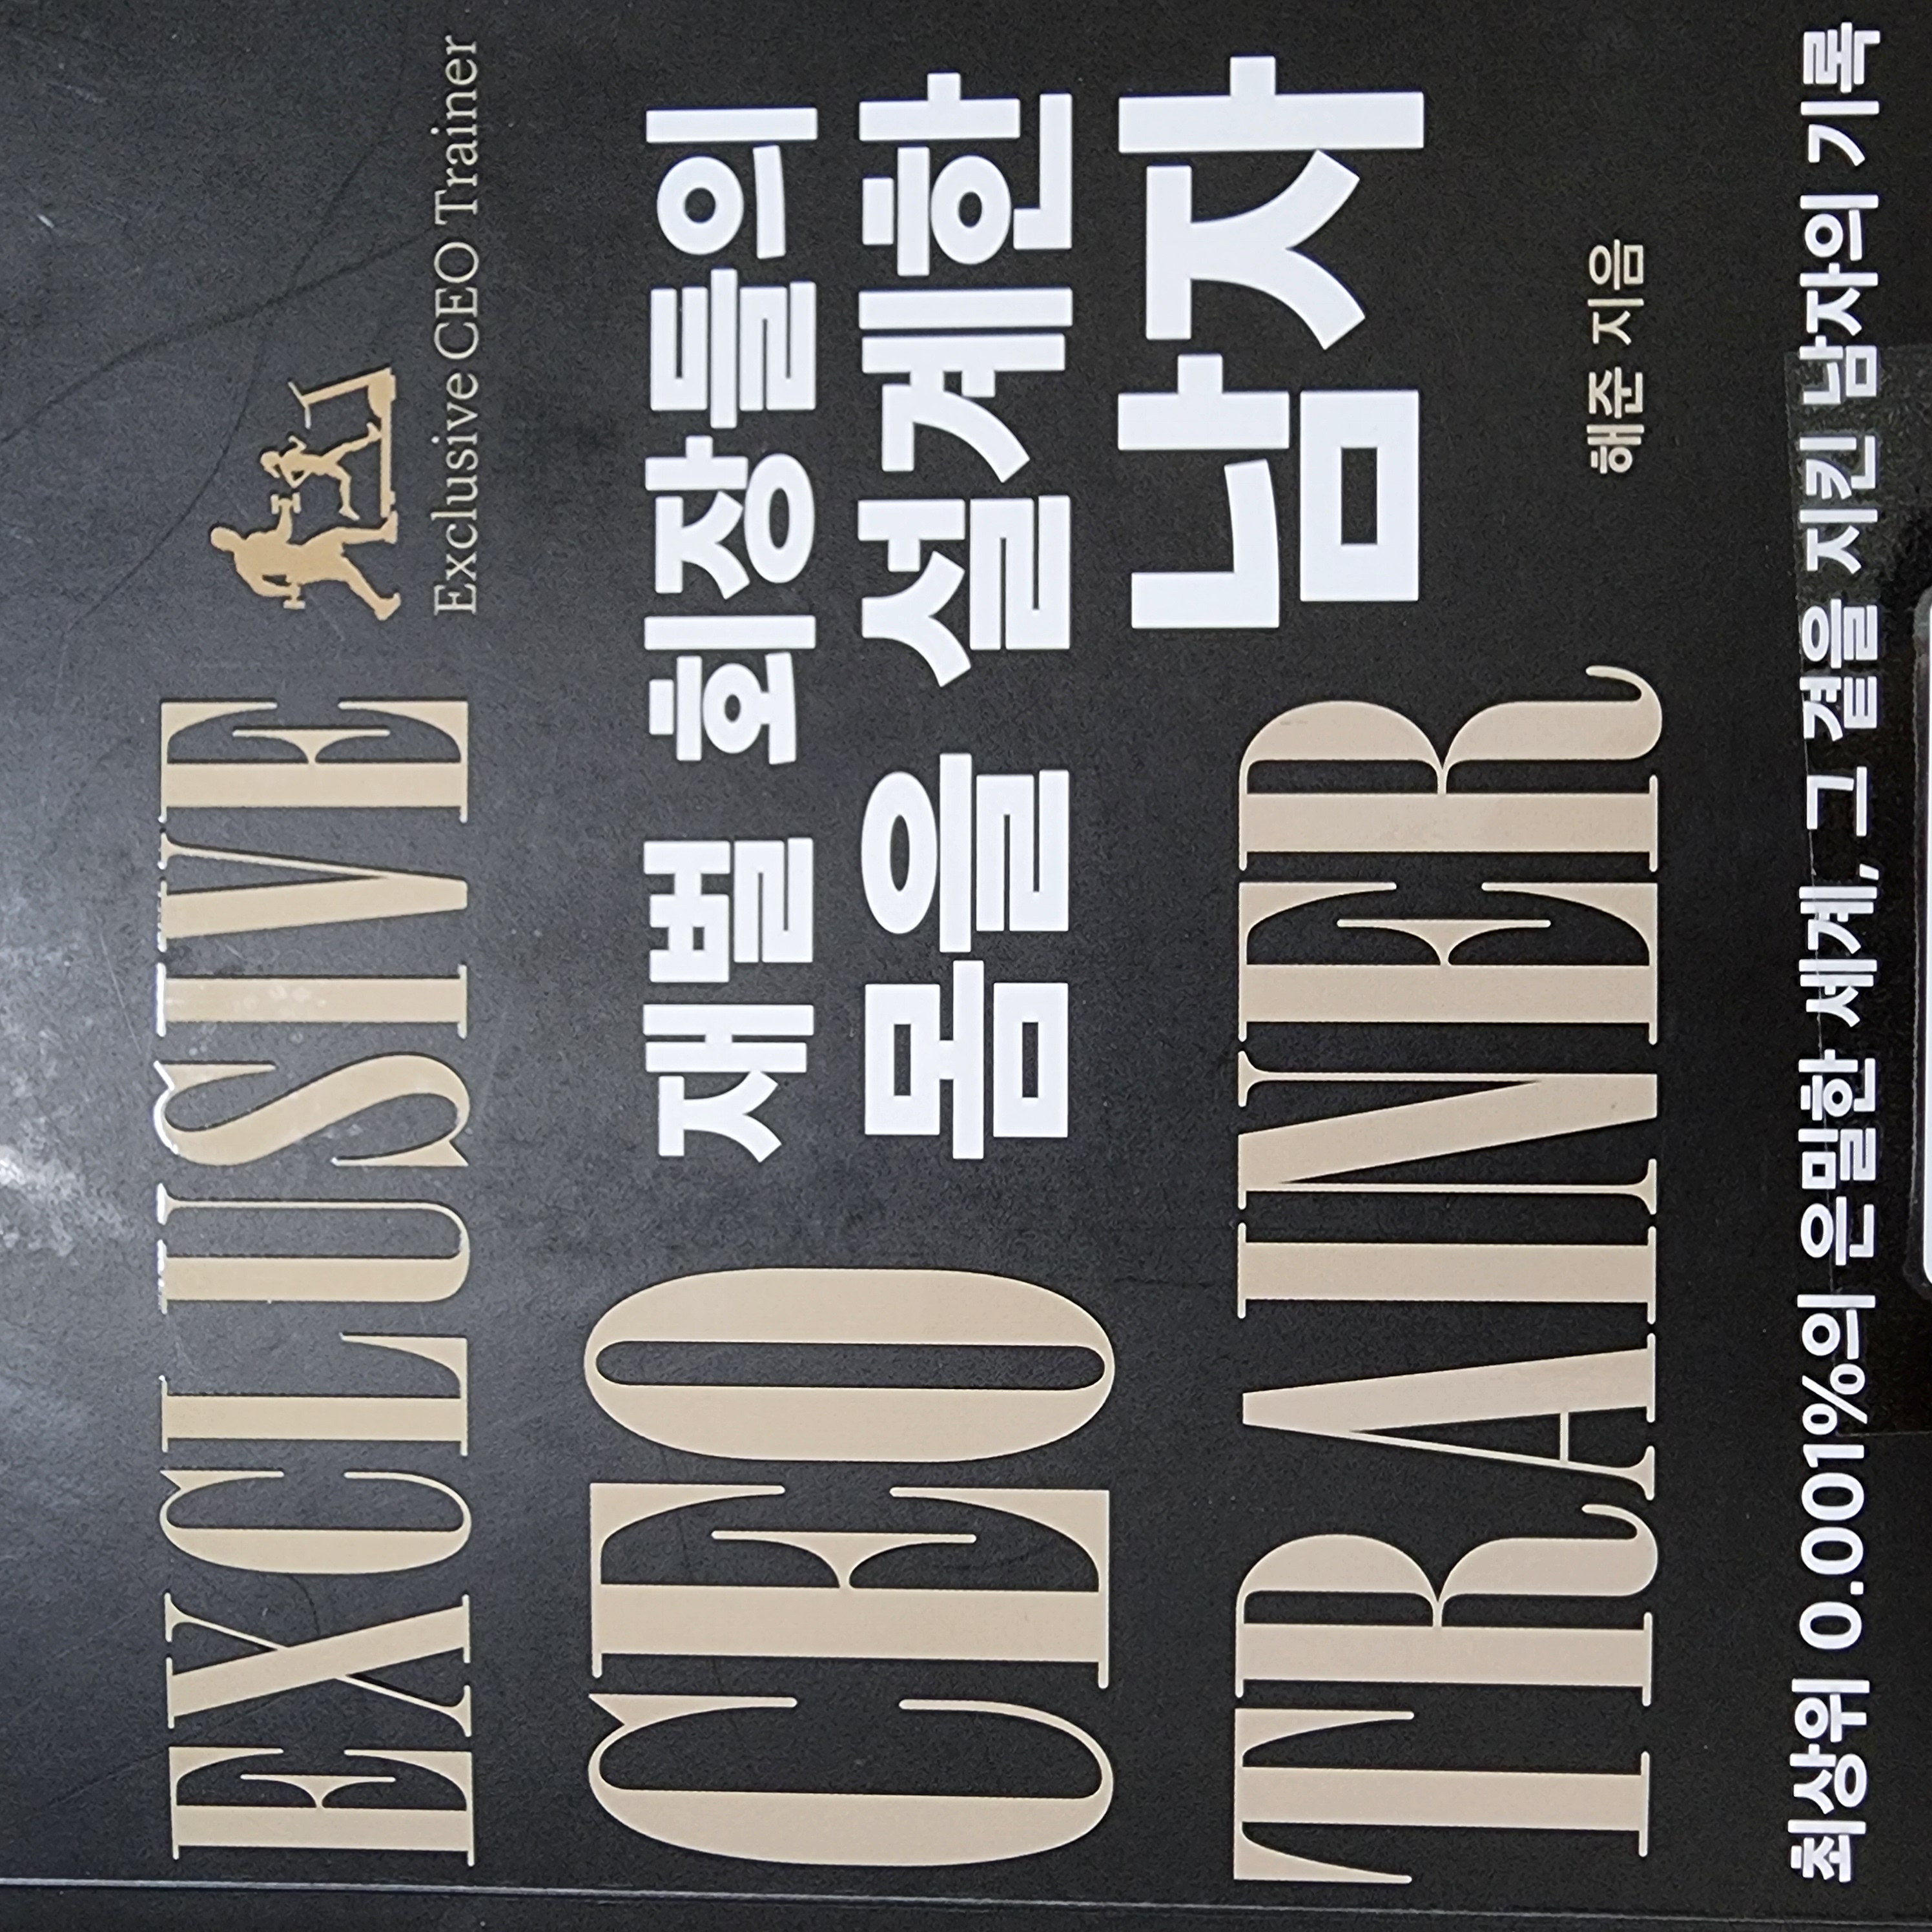 EXCLUSIVE
Exclusive CEO Trainer
CEO
재벌 회장들의
몸을 설계한
남자
TRAINER
해준 지음
최상위 0.001%의 은밀한 세계, 그 곁을 지킨 남자의 기록